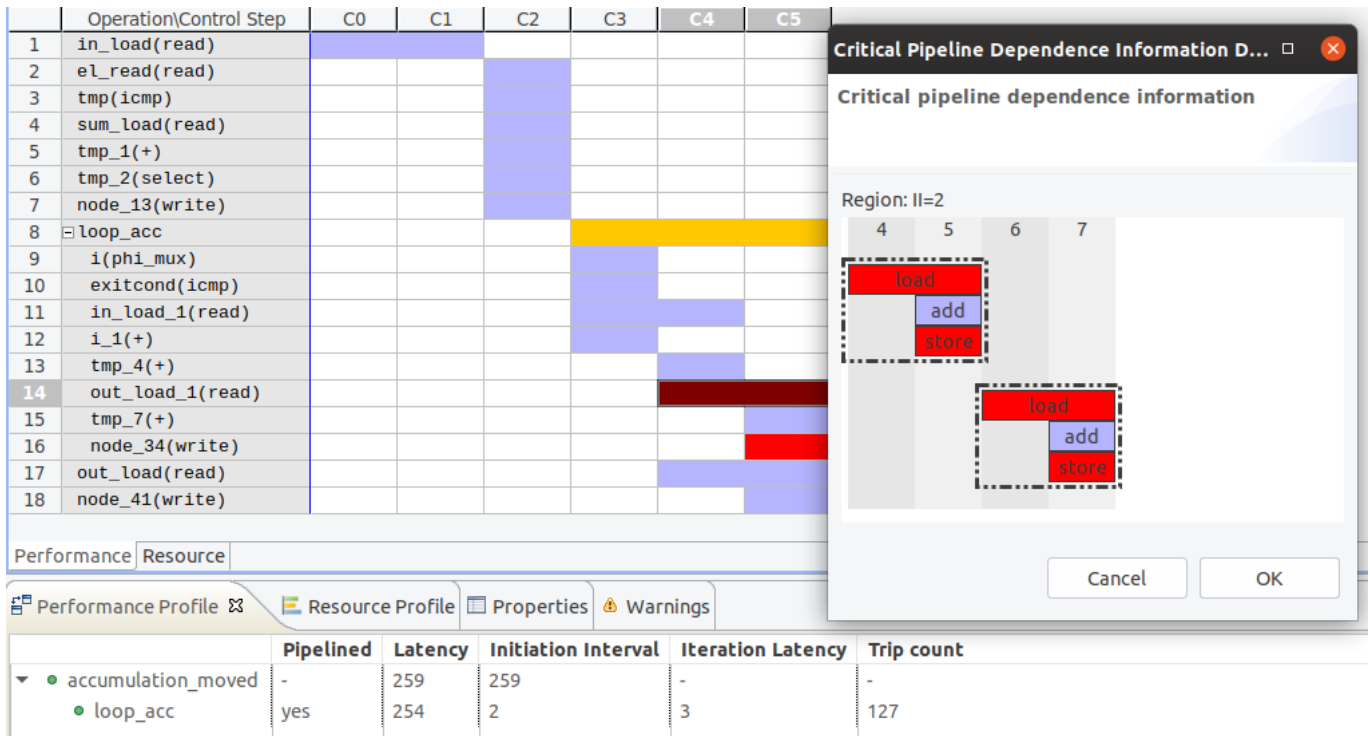 Operation\Control Step C0 C1 C2 C3 C4 C5
1 in_load(read)
2 el_read(read)
3 tmp(icmp)
4 sum_load(read)
5 tmp_1(+)
6 tmp_2(select)
7 node_13(write)
8 loop_acc
9 i(phi_mux)
10 exitcond(icmp)
11 in_load_1(read)
12 i_1(+)
13 tmp_4(+)
14 out_load_1(read)
15 tmp_7(+)
16 node_34(write)
17 out_load(read)
18 node_41(write)
Performance Resource
Critical Pipeline Dependence Information D...
Critical pipeline dependence information
Region: II=2
4 5 6 7
load
add
store
load
add
store
Cancel OK
Performance Profile Resource Profile Properties Warnings
Pipelined Latency Initiation Interval Iteration Latency Trip count
accumulation_moved - 259 259 - -
loop_acc yes 254 2 3 127